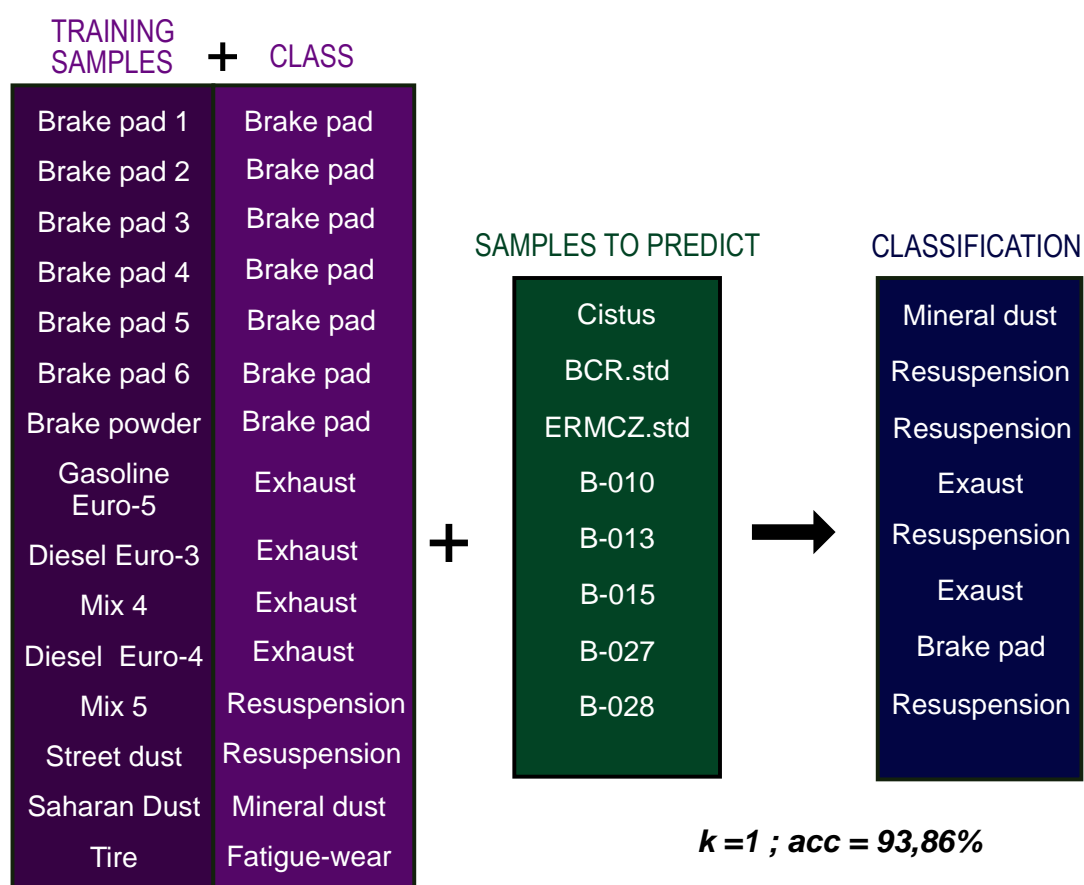 TRAINING
SAMPLES + CLASS
Brake pad 1 Brake pad
Brake pad 2 Brake pad
Brake pad 3 Brake pad
Brake pad 4 Brake pad
Brake pad 5 Brake pad
Brake pad 6 Brake pad
Brake powder Brake pad
Gasoline
Euro-5 Exhaust
Diesel Euro-3 Exhaust
Mix 4 Exhaust
Diesel Euro-4 Exhaust
Mix 5 Resuspension
Street dust Resuspension
Saharan Dust Mineral dust
Tire Fatigue-wear
+
SAMPLES TO PREDICT
Cistus
BCR.std
ERMCZ.std
B-010
B-013
B-015
B-027
B-028
CLASSIFICATION
Mineral dust
Resuspension
Resuspension
Exaust
Resuspension
Exaust
Brake pad
Resuspension
k =1 ; acc = 93,86%